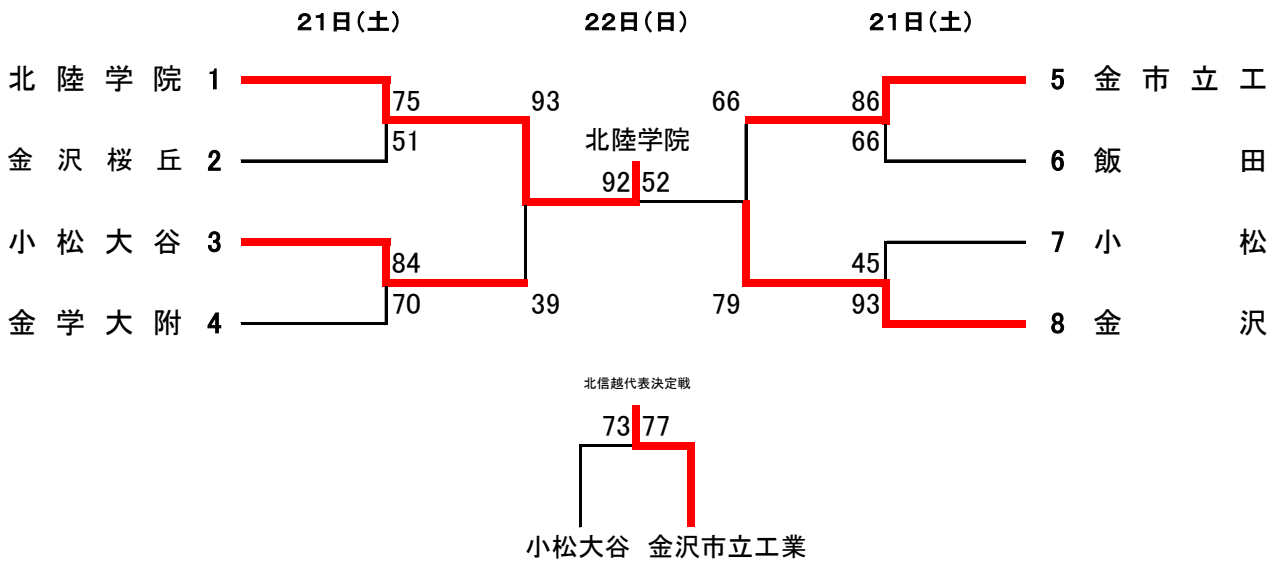 21日(土) 22日(日) 21日(土)
北陸学院 1 5 金市立工
75 93 66 86
51 北陸学院 66
金沢桜丘 2 6 飯田
92 52
小松大谷 3 7 小松
84 45
70 39 79 93
金学大附 4 8 金沢
北信越代表決定戦
73 77
小松大谷 金沢市立工業